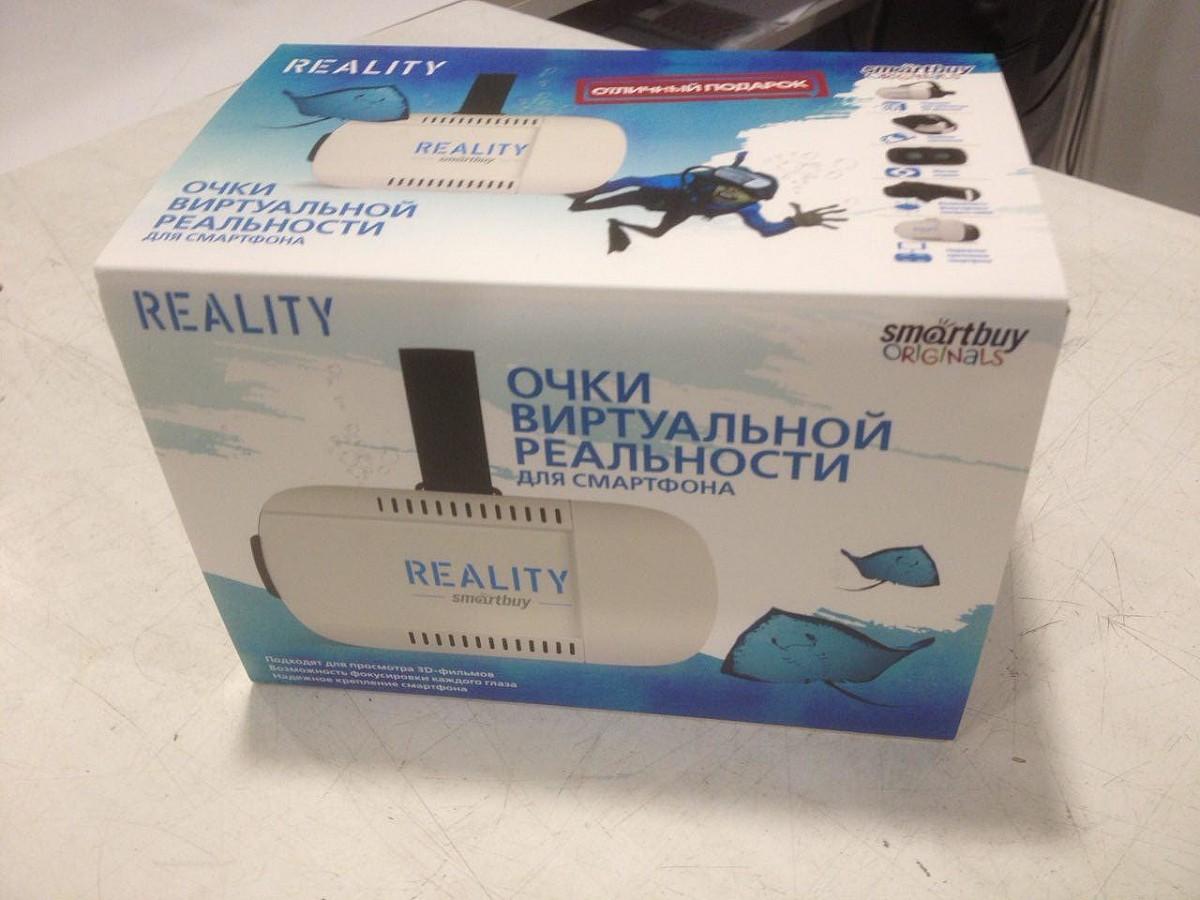 REALITY
ОТЛИЧНЫЙ ПОДАРОК
smartbuy
REALITY
smartbuy
ОЧКИ
ВИРТУАЛЬНОЙ
РЕАЛЬНОСТИ
ДЛЯ СМАРТФОНА
REALITY
smartbuy
ORIGINALS
ОЧКИ
ВИРТУАЛЬНОЙ
РЕАЛЬНОСТИ
ДЛЯ СМАРТФОНА
REALITY
smartbuy
Подходят для просмотра 3D-фильмов
Возможность фокусировки каждого глаза
Надежное крепление смартфона